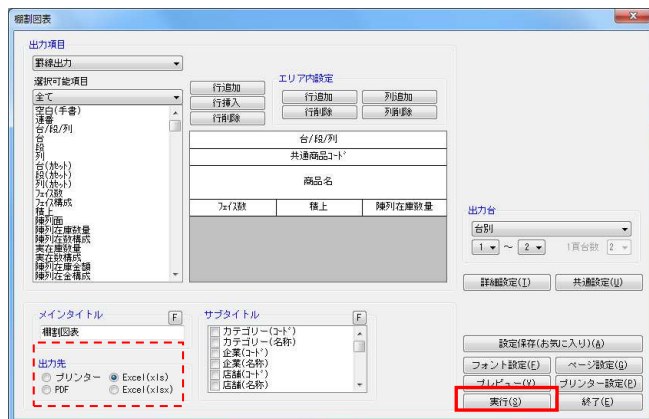 棚割図表
出力項目
罫線出力
選択可能項目
全て
空白(手書)
連番
台/段/列
台
段
列
台(ｶｾｯﾄ)
段(ｶｾｯﾄ)
列(ｶｾｯﾄ)
ﾌｪｲｽ数
ﾌｪｲｽ構成
積上
陳列面
陳列在庫数量
陳列在数構成
実在庫数量
実在数構成
陳列在庫金額
陳列在金構成
行追加
行挿入
行削除
エリア内設定
行追加 列追加
行削除 列削除
台/段/列
共通商品ｺｰﾄﾞ
商品名
ﾌｪｲｽ数 積上 陳列在庫数量
出力台
台別
1 ～ 2 1頁台数 2
詳細設定(I) 共通設定(U)
メインタイトル F
棚割図表
出力先
プリンター Excel(xls)
PDF Excel(xlsx)
サブタイトル F
カテゴリー(ｺｰﾄﾞ)
カテゴリー(名称)
企業(ｺｰﾄﾞ)
企業(名称)
店舗(ｺｰﾄﾞ)
店舗(名称)
設定保存(お気に入り)(A)
フォント設定(F) ページ設定(G)
プレビュー(V) プリンター設定(P)
実行(S) 終了(E)